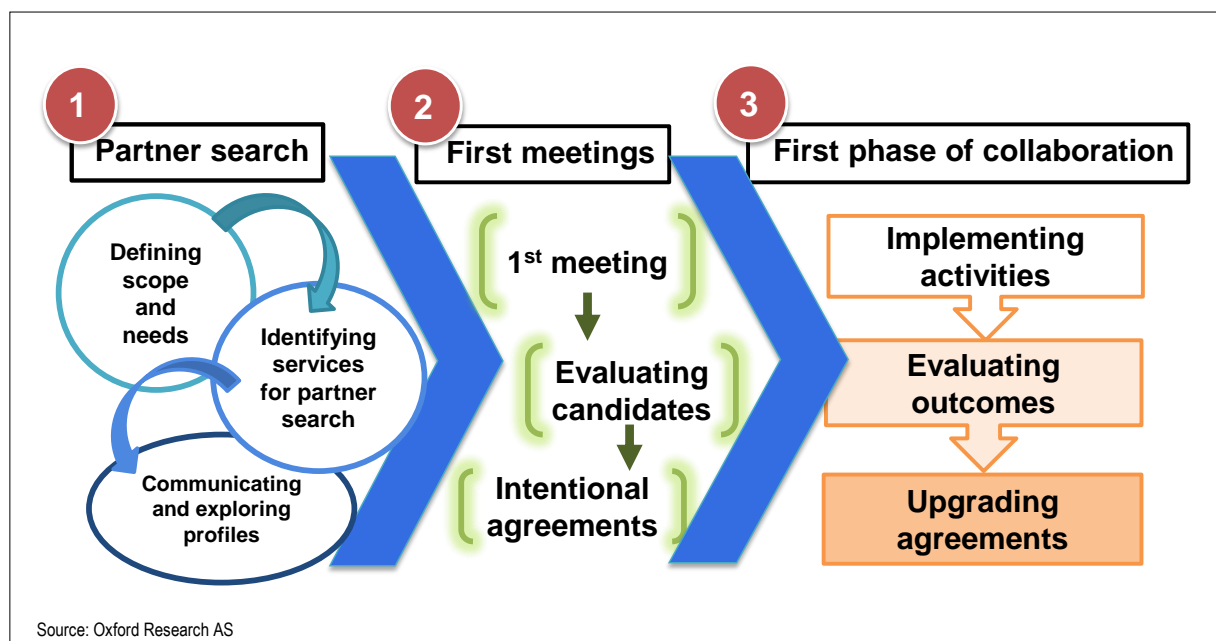 1
Partner search
Defining
scope
and
needs
Identifying
services
for partner
search
Communicating
and exploring
profiles
2
First meetings
1st meeting
Evaluating
candidates
Intentional
agreements
3
First phase of collaboration
Implementing
activities
Evaluating
outcomes
Upgrading
agreements
Source: Oxford Research AS